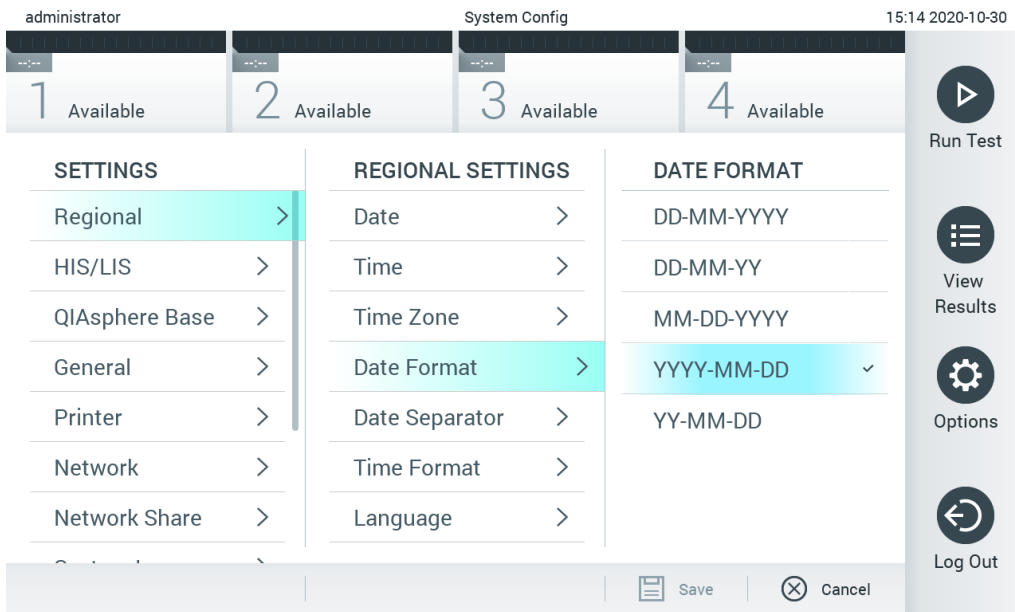 administrator
System Config
15:14 2020-10-30
--:--
--:--
--:--
--:--
1 Available
2 Available
3 Available
4 Available
SETTINGS
Regional
HIS/LIS
QIAsphere Base
General
Printer
Network
Network Share
REGIONAL SETTINGS
Date
Time
Time Zone
Date Format
Date Separator
Time Format
Language
DATE FORMAT
DD-MM-YYYY
DD-MM-YY
MM-DD-YYYY
YYYY-MM-DD
YY-MM-DD
Run Test
View
Results
Options
Log Out
Save
Cancel